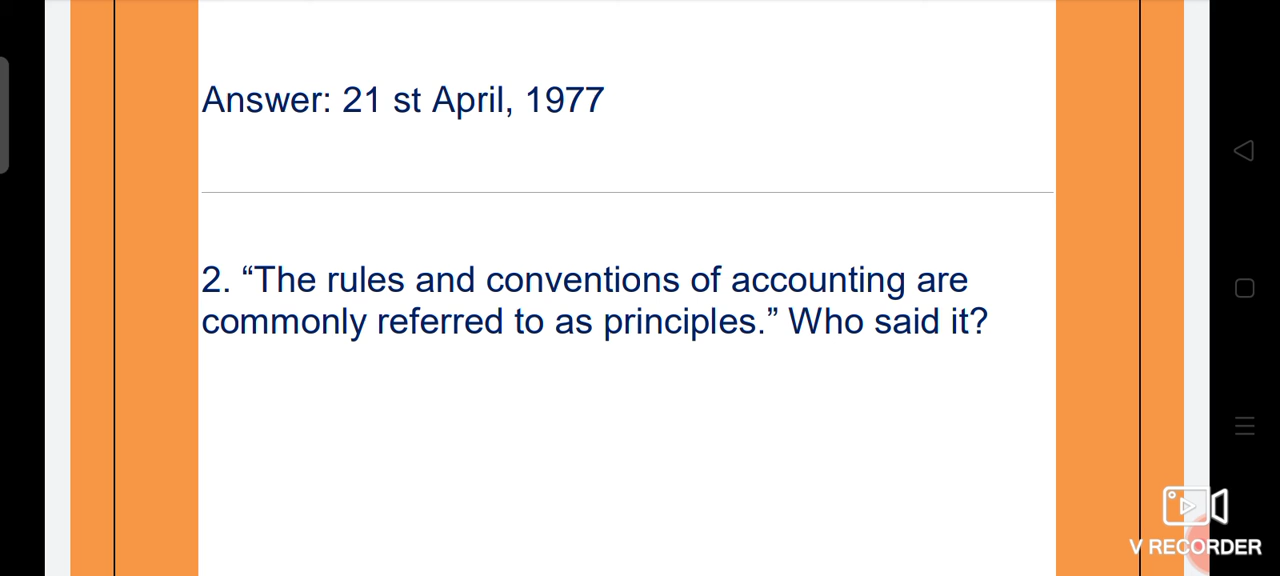 Answer: 21 st April, 1977
2. “The rules and conventions of accounting are
commonly referred to as principles.” Who said it?
V RECORDER